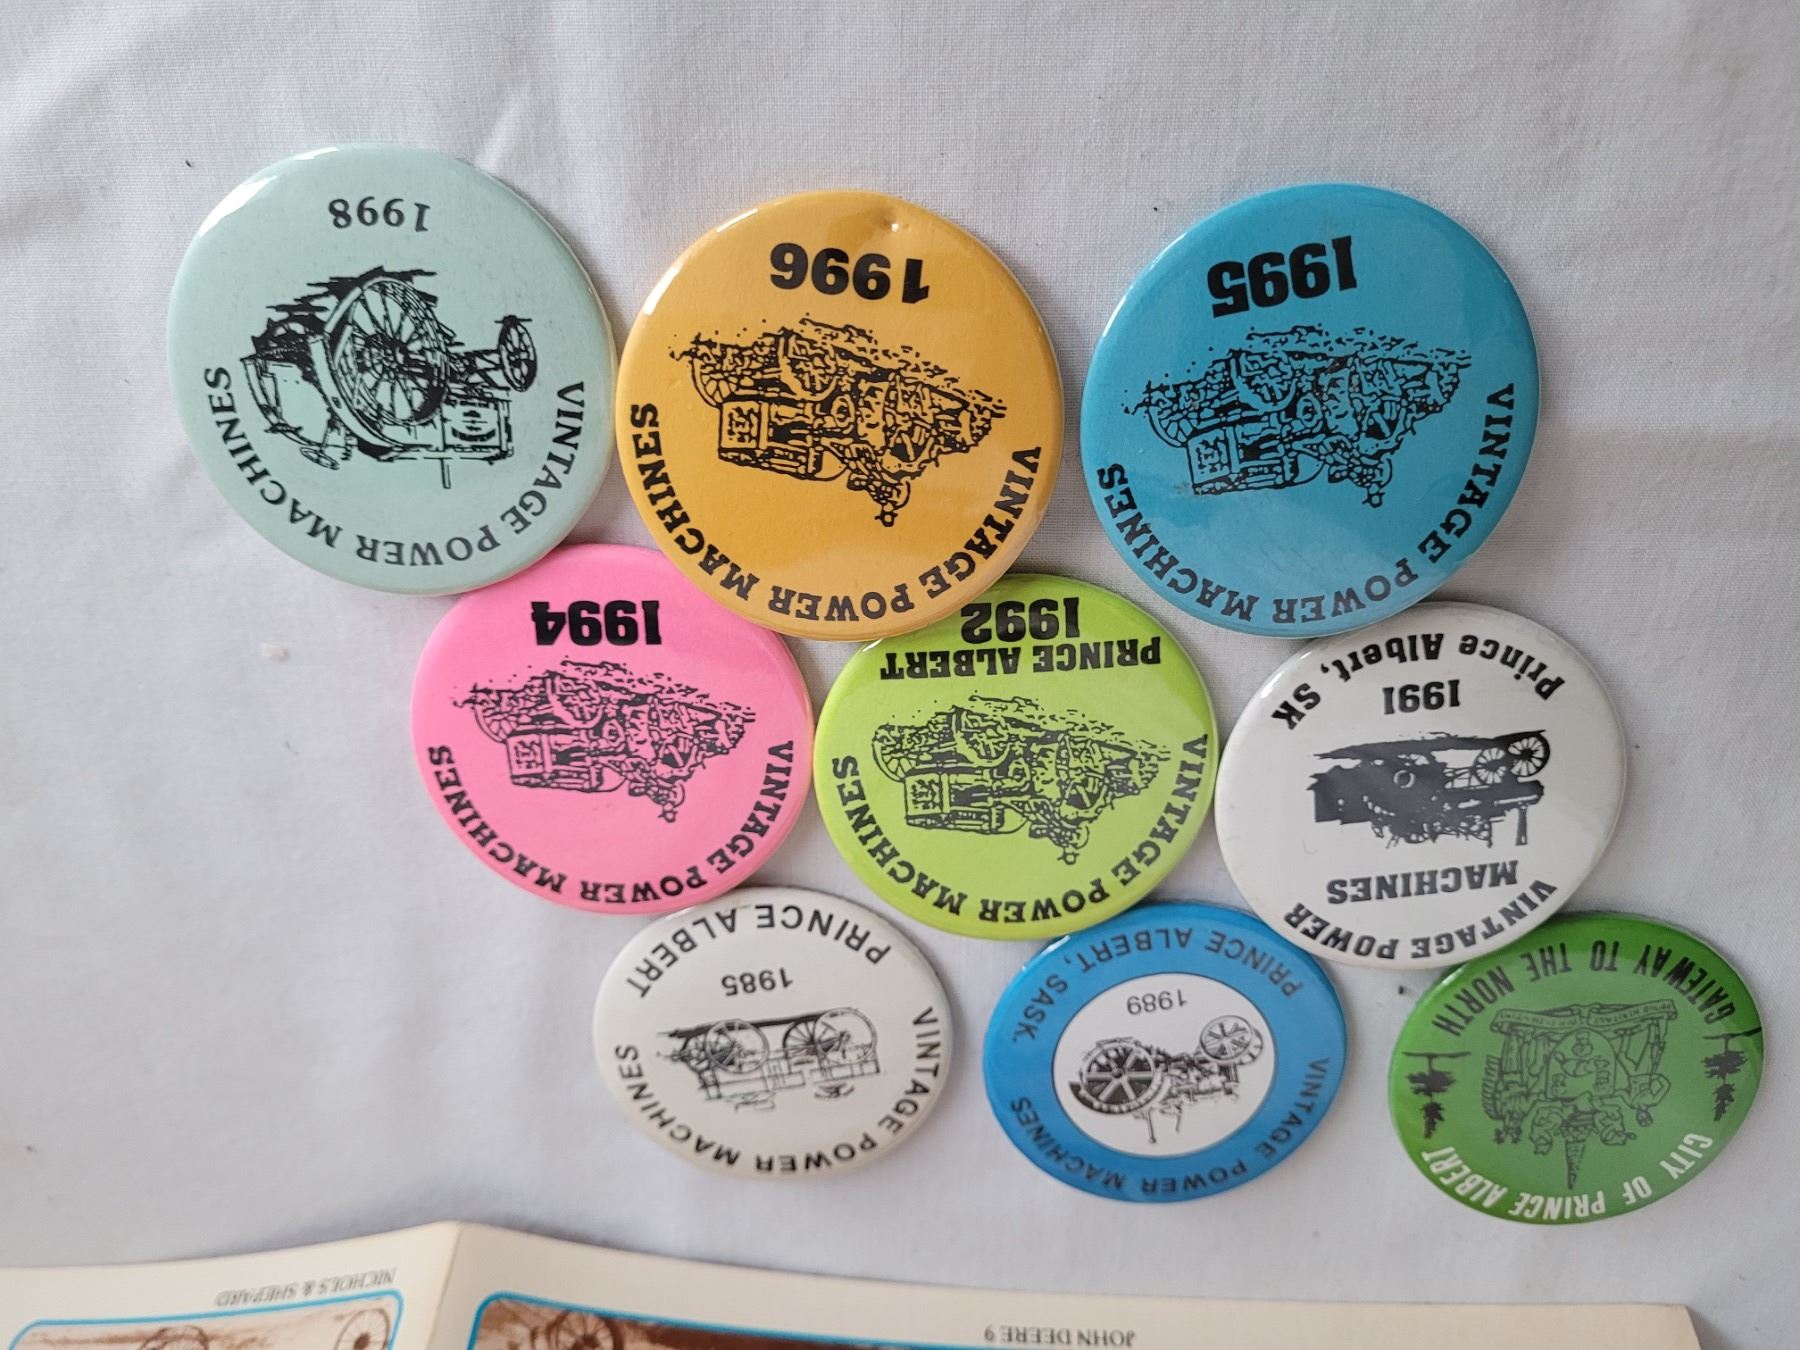 1998
VINTAGE POWER MACHINES
1996
VINTAGE POWER MACHINES
1995
VINTAGE POWER MACHINES
VINTAGE POWER MACHINES
1994
VINTAGE POWER MACHINES
PRINCE ALBERT
1992
VINTAGE POWER
MACHINES
1991
Prince Albert, SK
VINTAGE POWER MACHINES
1985
PRINCE ALBERT
VINTAGE POWER MACHINES
1989
PRINCE ALBERT, SASK.
CITY OF PRINCE ALBERT
GATEWAY TO THE NORTH
NICHOLS & SHEPARD
JOHN DEERE 9